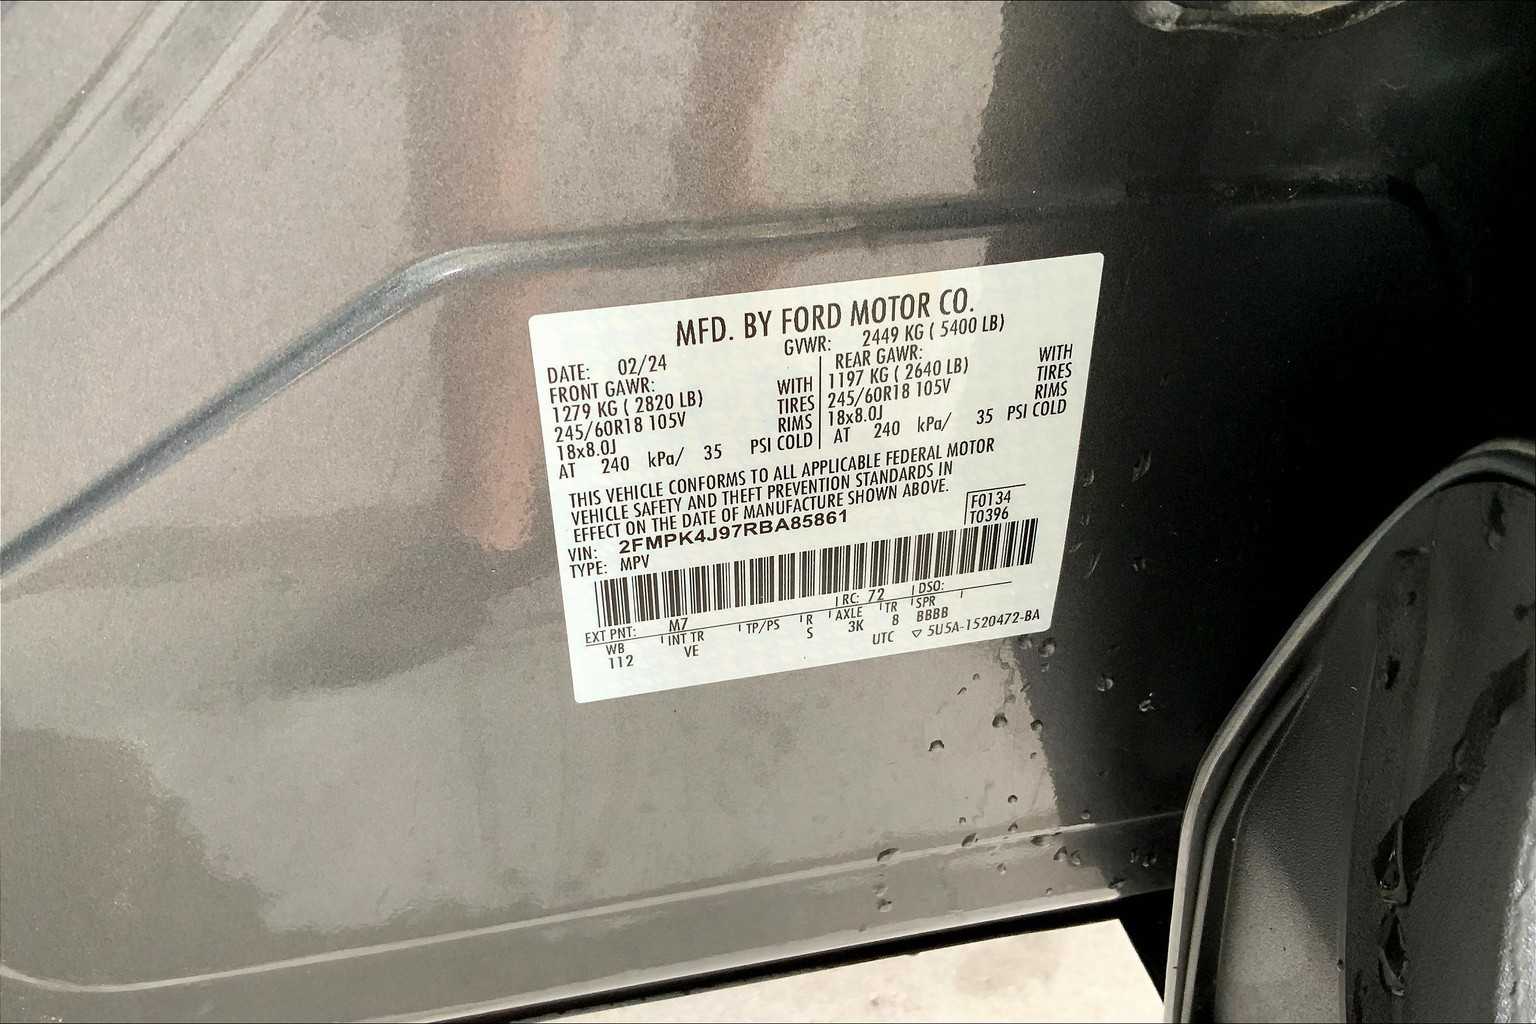 MFD. BY FORD MOTOR CO.
DATE: 02/24 GVWR: 2449 KG ( 5400 LB)
FRONT GAWR: REAR GAWR:
1279 KG ( 2820 LB) WITH 1197 KG ( 2640 LB) WITH
245/60R18 105V TIRES 245/60R18 105V TIRES
18x8.0J RIMS 18x8.0J RIMS
AT 240 kPa/ 35 PSI COLD AT 240 kPa/ 35 PSI COLD
THIS VEHICLE CONFORMS TO ALL APPLICABLE FEDERAL MOTOR
VEHICLE SAFETY AND THEFT PREVENTION STANDARDS IN
EFFECT ON THE DATE OF MANUFACTURE SHOWN ABOVE.
F0134
T0396
VIN: 2FMPK4J97RBA85861
TYPE: MPV
EXT PNT: M7 RC: 72 DSO:
WB INT TR TP/PS R AXLE TR SPR
112 VE S 3K 8 BBBB
UTC ▽ 5U5A-1520472-BA